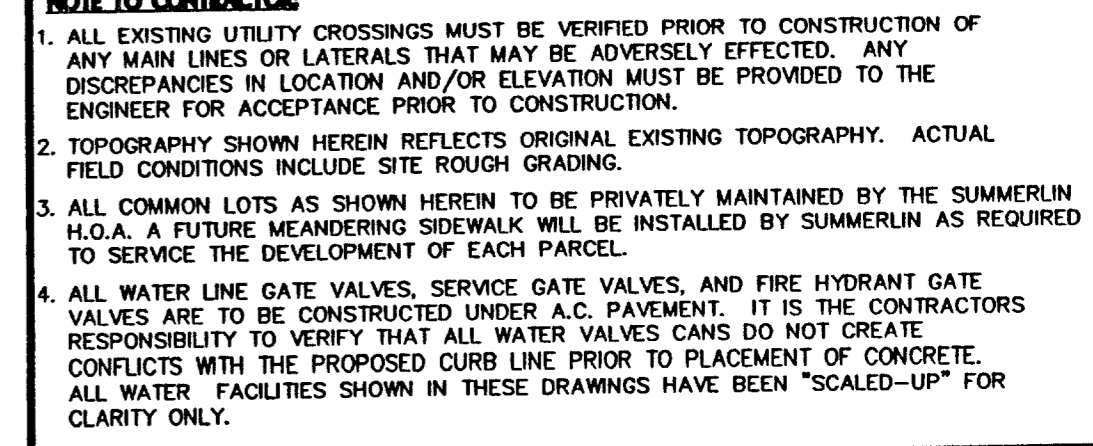 NOTE TO CONTRACTOR:
1. ALL EXISTING UTILITY CROSSINGS MUST BE VERIFIED PRIOR TO CONSTRUCTION OF
ANY MAIN LINES OR LATERALS THAT MAY BE ADVERSELY EFFECTED. ANY
DISCREPANCIES IN LOCATION AND/OR ELEVATION MUST BE PROVIDED TO THE
ENGINEER FOR ACCEPTANCE PRIOR TO CONSTRUCTION.
2. TOPOGRAPHY SHOWN HEREIN REFLECTS ORIGINAL EXISTING TOPOGRAPHY. ACTUAL
FIELD CONDITIONS INCLUDE SITE ROUGH GRADING.
3. ALL COMMON LOTS AS SHOWN HEREIN TO BE PRIVATELY MAINTAINED BY THE SUMMERLIN
H.O.A. A FUTURE MEANDERING SIDEWALK WILL BE INSTALLED BY SUMMERLIN AS REQUIRED
TO SERVICE THE DEVELOPMENT OF EACH PARCEL.
4. ALL WATER LINE GATE VALVES, SERVICE GATE VALVES, AND FIRE HYDRANT GATE
VALVES ARE TO BE CONSTRUCTED UNDER A.C. PAVEMENT. IT IS THE CONTRACTORS
RESPONSIBILITY TO VERIFY THAT ALL WATER VALVES CANS DO NOT CREATE
CONFLICTS WITH THE PROPOSED CURB LINE PRIOR TO PLACEMENT OF CONCRETE.
ALL WATER FACILITIES SHOWN IN THESE DRAWINGS HAVE BEEN "SCALED-UP" FOR
CLARITY ONLY.